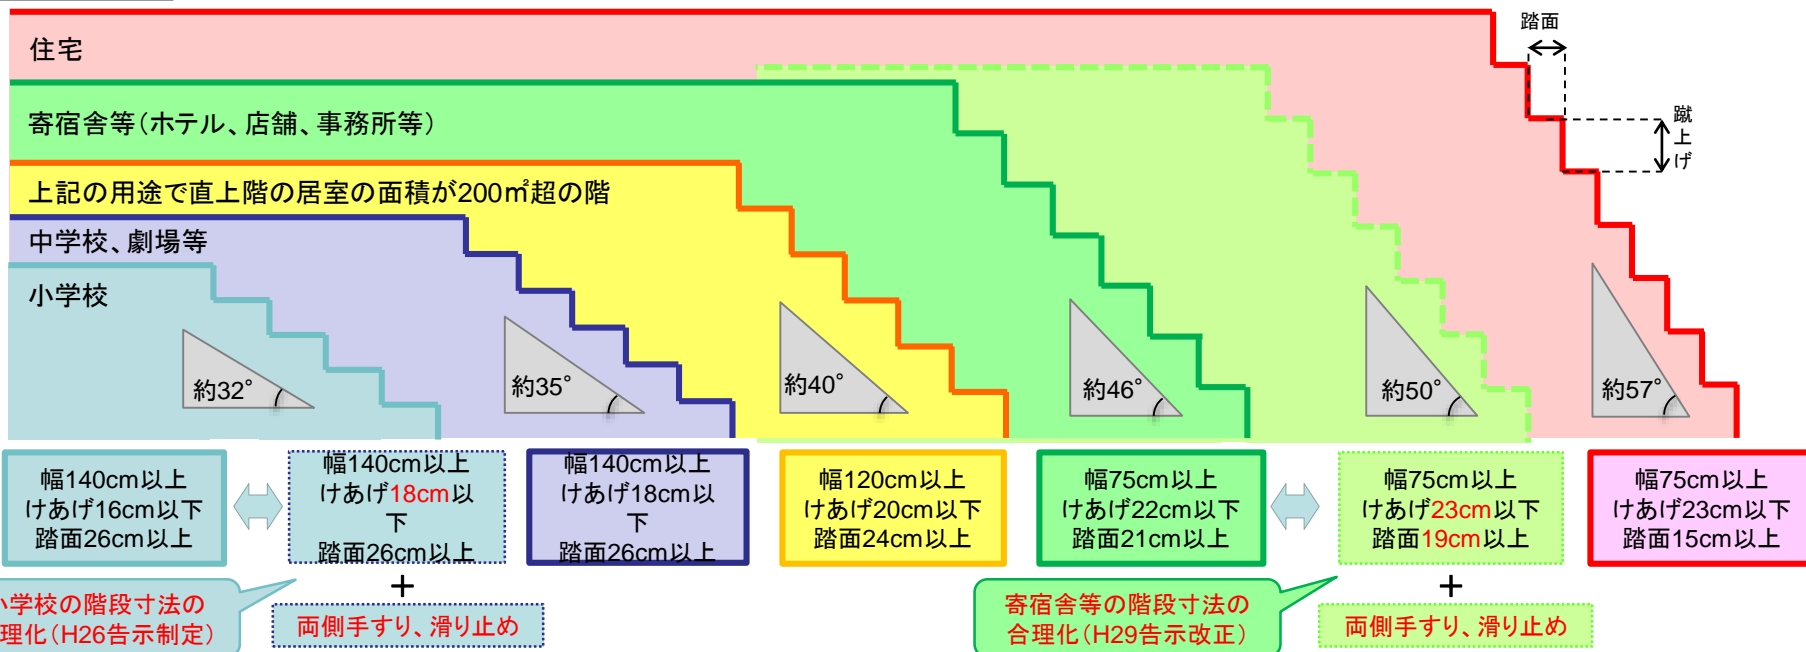 住宅
踏面
蹴
上
げ
寄宿舎等(ホテル、店舗、事務所等)
上記の用途で直上階の居室の面積が200㎡超の階
中学校、劇場等
小学校
約32°
約35°
約40°
約46°
約50°
約57°
幅140cm以上
けあげ16cm以下
踏面26cm以上
幅140cm以上
けあげ18cm以
下
踏面26cm以上
幅140cm以上
けあげ18cm以
下
踏面26cm以上
幅120cm以上
けあげ20cm以下
踏面24cm以上
幅75cm以上
けあげ22cm以下
踏面21cm以上
幅75cm以上
けあげ23cm以下
踏面19cm以上
幅75cm以上
けあげ23cm以下
踏面15cm以上
小学校の階段寸法の
理化(H26告示制定)
+
両側手すり、滑り止め
寄宿舎等の階段寸法の
合理化(H29告示改正)
+
両側手すり、滑り止め